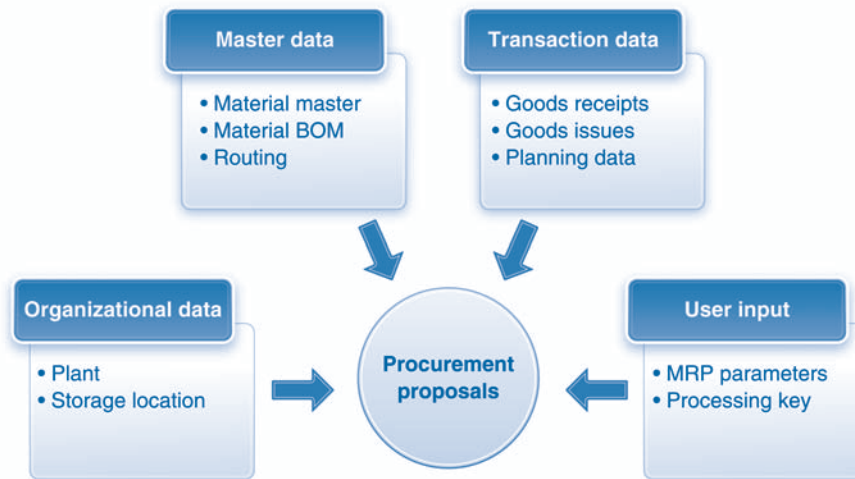 Master data
• Material master
• Material BOM
• Routing
Transaction data
• Goods receipts
• Goods issues
• Planning data
Organizational data
• Plant
• Storage location
Procurement
proposals
User input
• MRP parameters
• Processing key